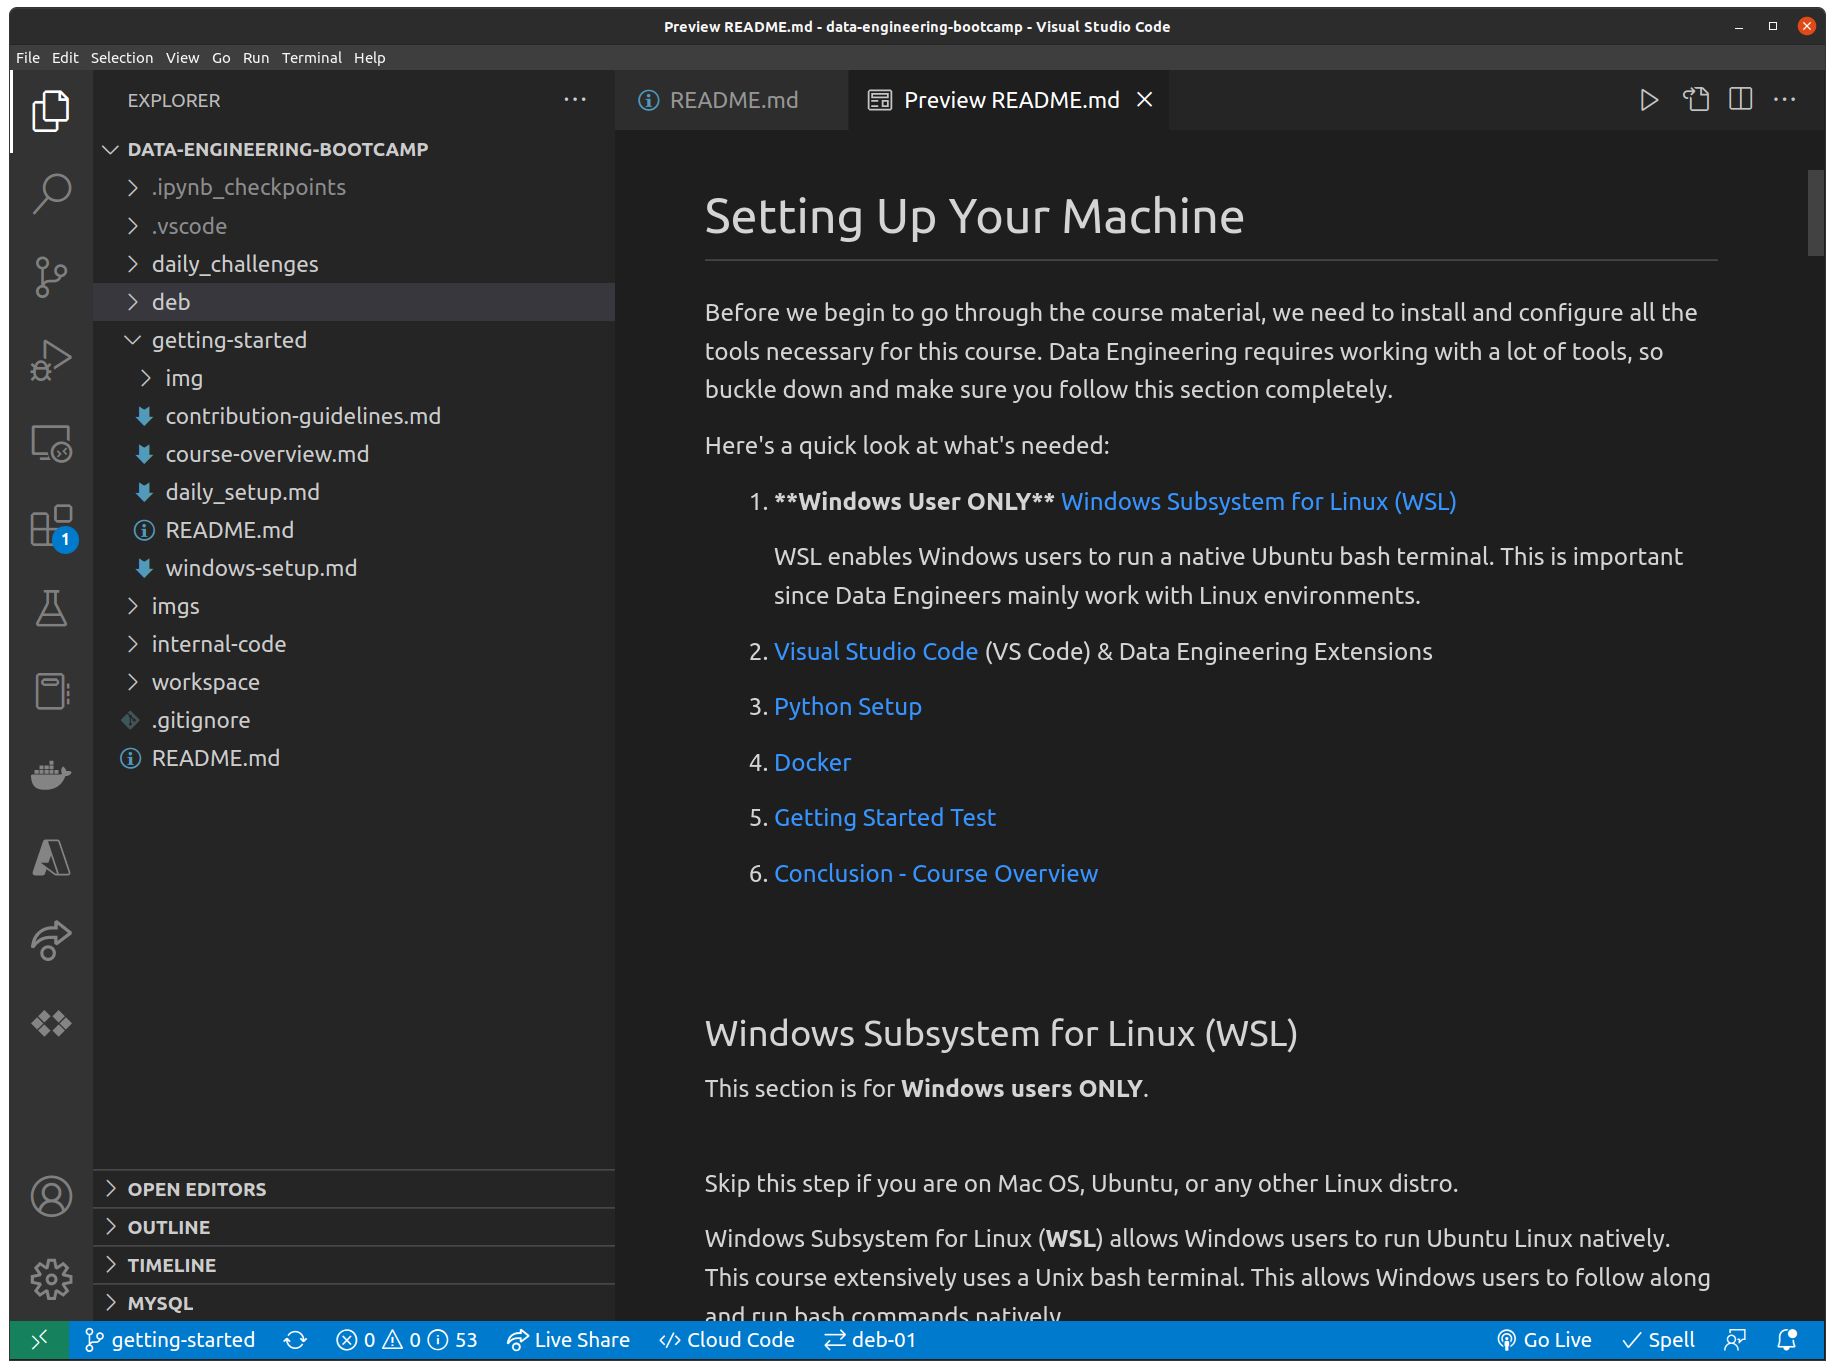 Preview README.md - data-engineering-bootcamp - Visual Studio Code
File Edit Selection View Go Run Terminal Help
EXPLORER
DATA-ENGINEERING-BOOTCAMP
.ipynb_checkpoints
.vscode
daily_challenges
deb
getting-started
img
contribution-guidelines.md
course-overview.md
daily_setup.md
README.md
windows-setup.md
imgs
internal-code
workspace
.gitignore
README.md
1
OPEN EDITORS
OUTLINE
TIMELINE
MYSQL
README.md
Preview README.md
Setting Up Your Machine
Before we begin to go through the course material, we need to install and configure all the
tools necessary for this course. Data Engineering requires working with a lot of tools, so
buckle down and make sure you follow this section completely.
Here's a quick look at what's needed:
1. **Windows User ONLY** Windows Subsystem for Linux (WSL)
WSL enables Windows users to run a native Ubuntu bash terminal. This is important
since Data Engineers mainly work with Linux environments.
2. Visual Studio Code (VS Code) & Data Engineering Extensions
3. Python Setup
4. Docker
5. Getting Started Test
6. Conclusion - Course Overview
Windows Subsystem for Linux (WSL)
This section is for Windows users ONLY.
Skip this step if you are on Mac OS, Ubuntu, or any other Linux distro.
Windows Subsystem for Linux (WSL) allows Windows users to run Ubuntu Linux natively.
This course extensively uses a Unix bash terminal. This allows Windows users to follow along
and run bash commands natively.
getting-started 0 0 53 Live Share </> Cloud Code deb-01 Go Live Spell